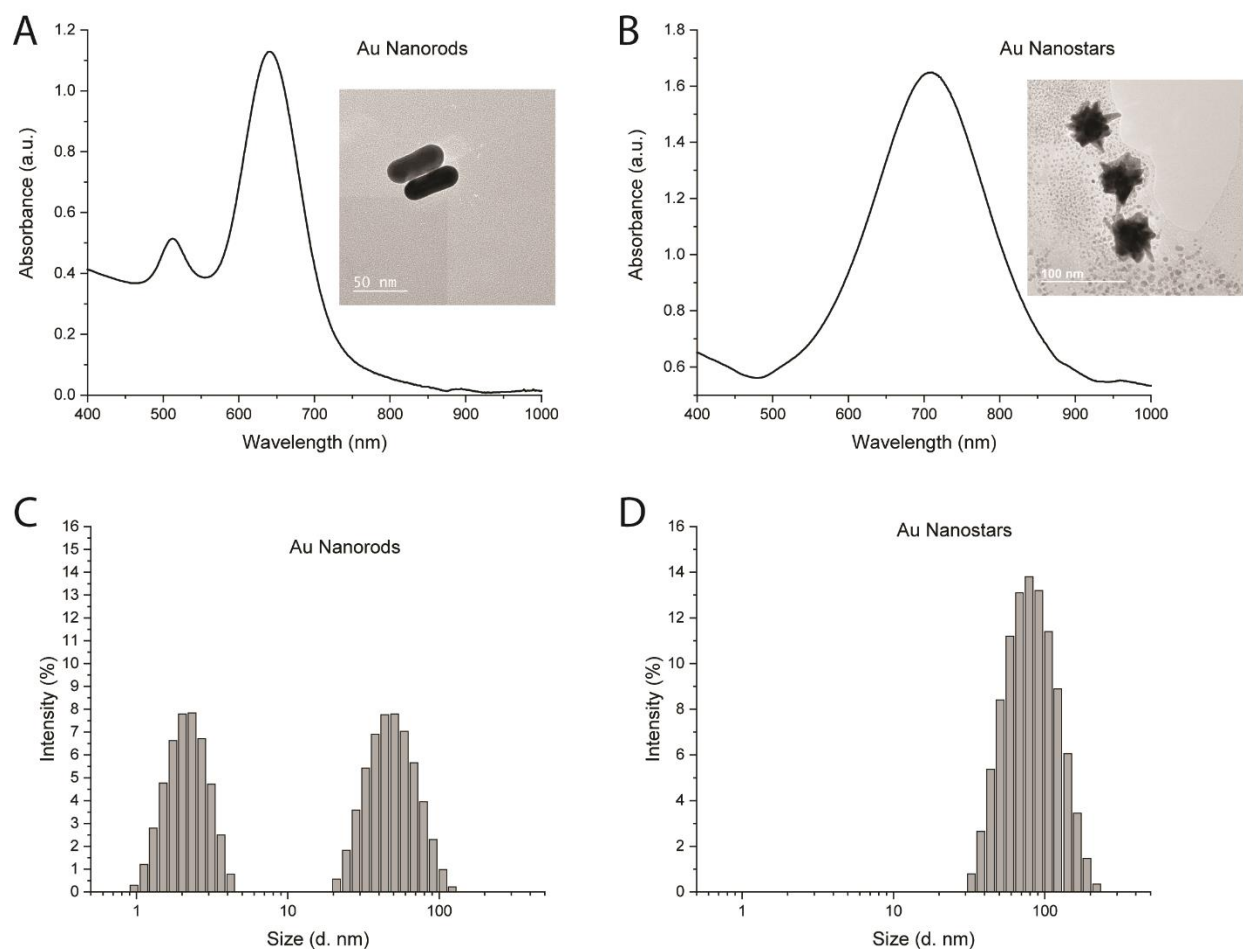 A
Au Nanorods
1.2
1.0
0.8
0.6
0.4
0.2
0.0
Absorbance (a.u.)
50 nm
400 500 600 700 800 900 1000
Wavelength (nm)
B
Au Nanostars
1.6
1.4
1.2
1.0
0.8
0.6
Absorbance (a.u.)
100 nm
400 500 600 700 800 900 1000
Wavelength (nm)
C
Au Nanorods
16
15
14
13
12
11
10
9
8
7
6
5
4
3
2
1
0
Intensity (%)
1 10 100
Size (d. nm)
D
Au Nanostars
16
14
12
10
8
6
4
2
0
Intensity (%)
1 10 100
Size (d. nm)